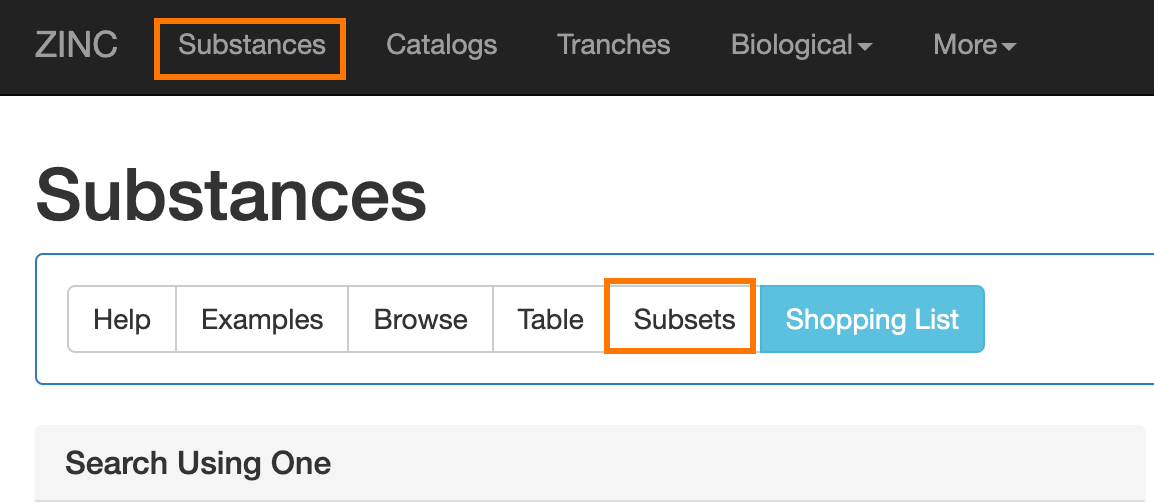 ZINC Substances Catalogs Tranches Biological More
Substances
Help Examples Browse Table Subsets Shopping List
Search Using One